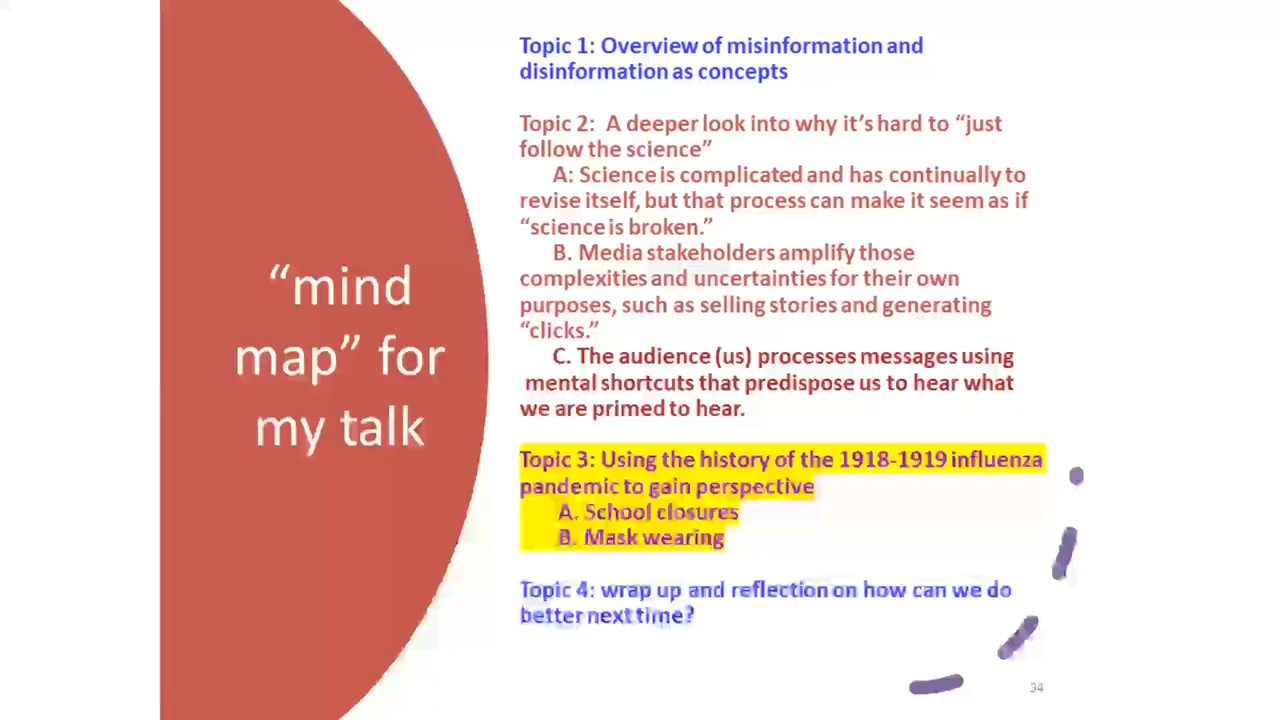 “mind
map” for
my talk
Topic 1: Overview of misinformation and
disinformation as concepts
Topic 2:  A deeper look into why it’s hard to “just
follow the science”
A: Science is complicated and has continually to
revise itself, but that process can make it seem as if
“science is broken.”
B. Media stakeholders amplify those
complexities and uncertainties for their own
purposes, such as selling stories and generating
“clicks.”
C. The audience (us) processes messages using
mental shortcuts that predispose us to hear what
we are primed to hear.
Topic 3: Using the history of the 1918-1919 influenza
pandemic to gain perspective
A. School closures
B. Mask wearing
Topic 4: wrap up and reflection on how can we do
better next time?
34